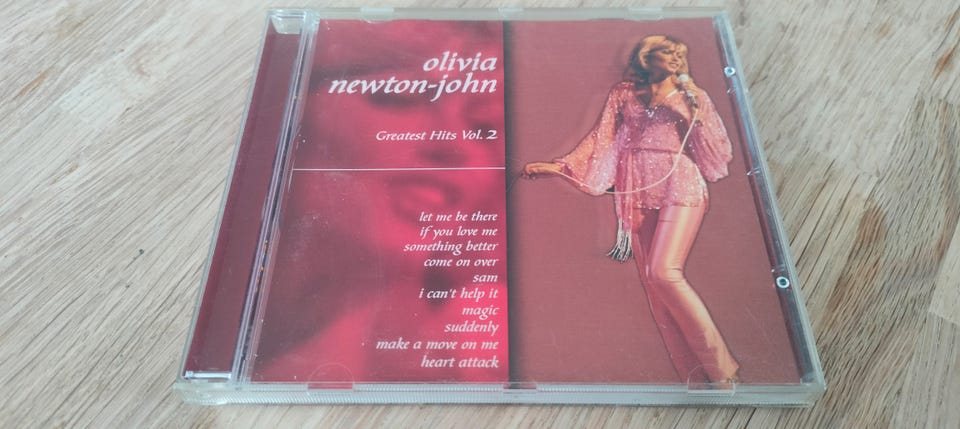 olivia
newton-john
Greatest Hits Vol. 2
let me be there
if you love me
something better
come on over
sam
i can't help it
magic
suddenly
make a move on me
heart attack